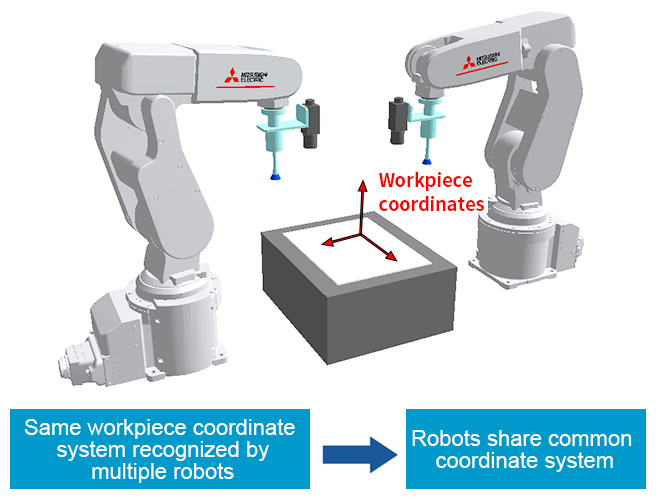 MITSUBISHI
ELECTRIC
MITSUBISHI
ELECTRIC
Workpiece
coordinates
Same workpiece coordinate
system recognized by
multiple robots
Robots share common
coordinate system